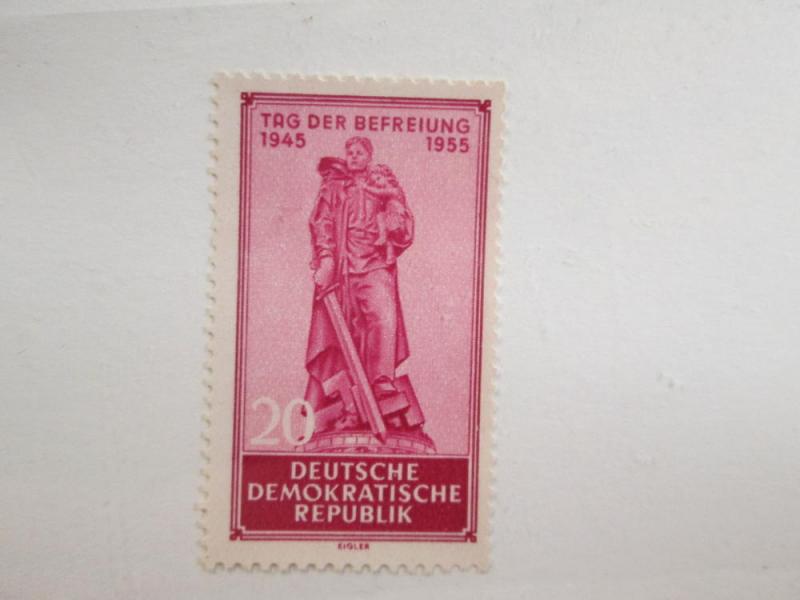 TAG DER BEFREIUNG
1945 1955
20
DEUTSCHE
DEMOKRATISCHE
REPUBLIK
EIGLER